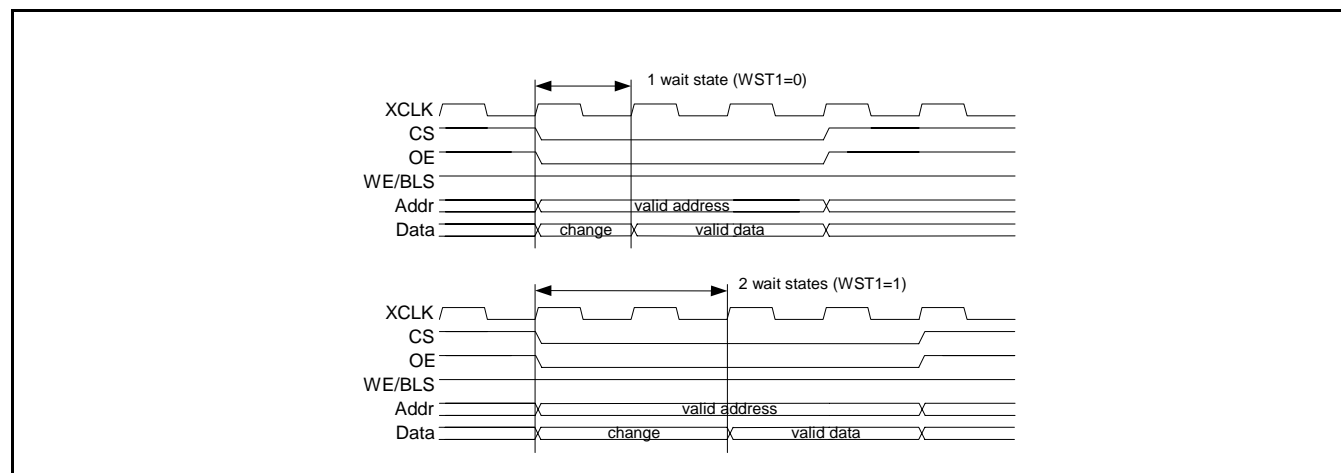 1 wait state (WST1=0)
XCLK
CS
OE
WE/BLS
Addr
valid address
Data
change
valid data
2 wait states (WST1=1)
XCLK
CS
OE
WE/BLS
Addr
valid address
Data
change
valid data